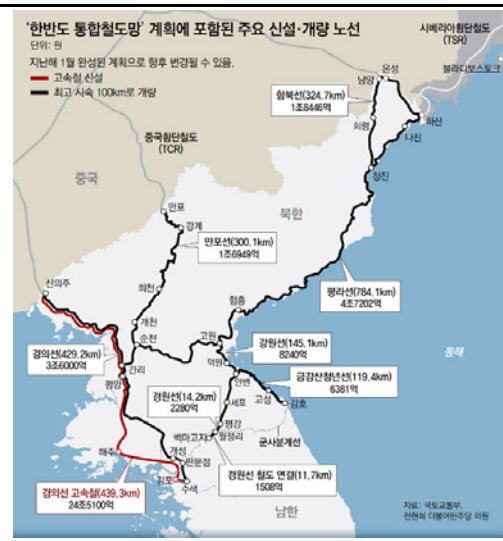 '한반도 통합철도망' 계획에 포함된 주요 신설·개량 노선
단위: 원
지난해 1월 완성된 계획으로 향후 변경될 수 있음.
고속철 신설
최고 시속 100km로 개량
시베리아횡단철도
(TSR)
블라디보스토크
온성
남양
함북선(324.7km)
1조8446억
회령
하산
나진
청진
중국횡단철도
(TCR)
중국
만포
강계
북한
만포선(300.1km)
1조6949억
평라선(784.1km)
4조7202억
신의주
희천
함흥
개천
순천
고원
강원선(145.1km)
8240억
동해
경의선(429.2km)
3조6000억
간리
평양
덕원
안변
금강산청년선(119.4km)
6381억
경원선(14.2km)
2280억
세포
고성
감호
평강
백마고지
월정리
군사분계선
해주
개성
판문점
경원선 철도 연결(11.7km)
1508억
김포
수색
경의선 고속철(439.3km)
24조5100억
남한
자료: 국토교통부,
전현희 더불어민주당 의원